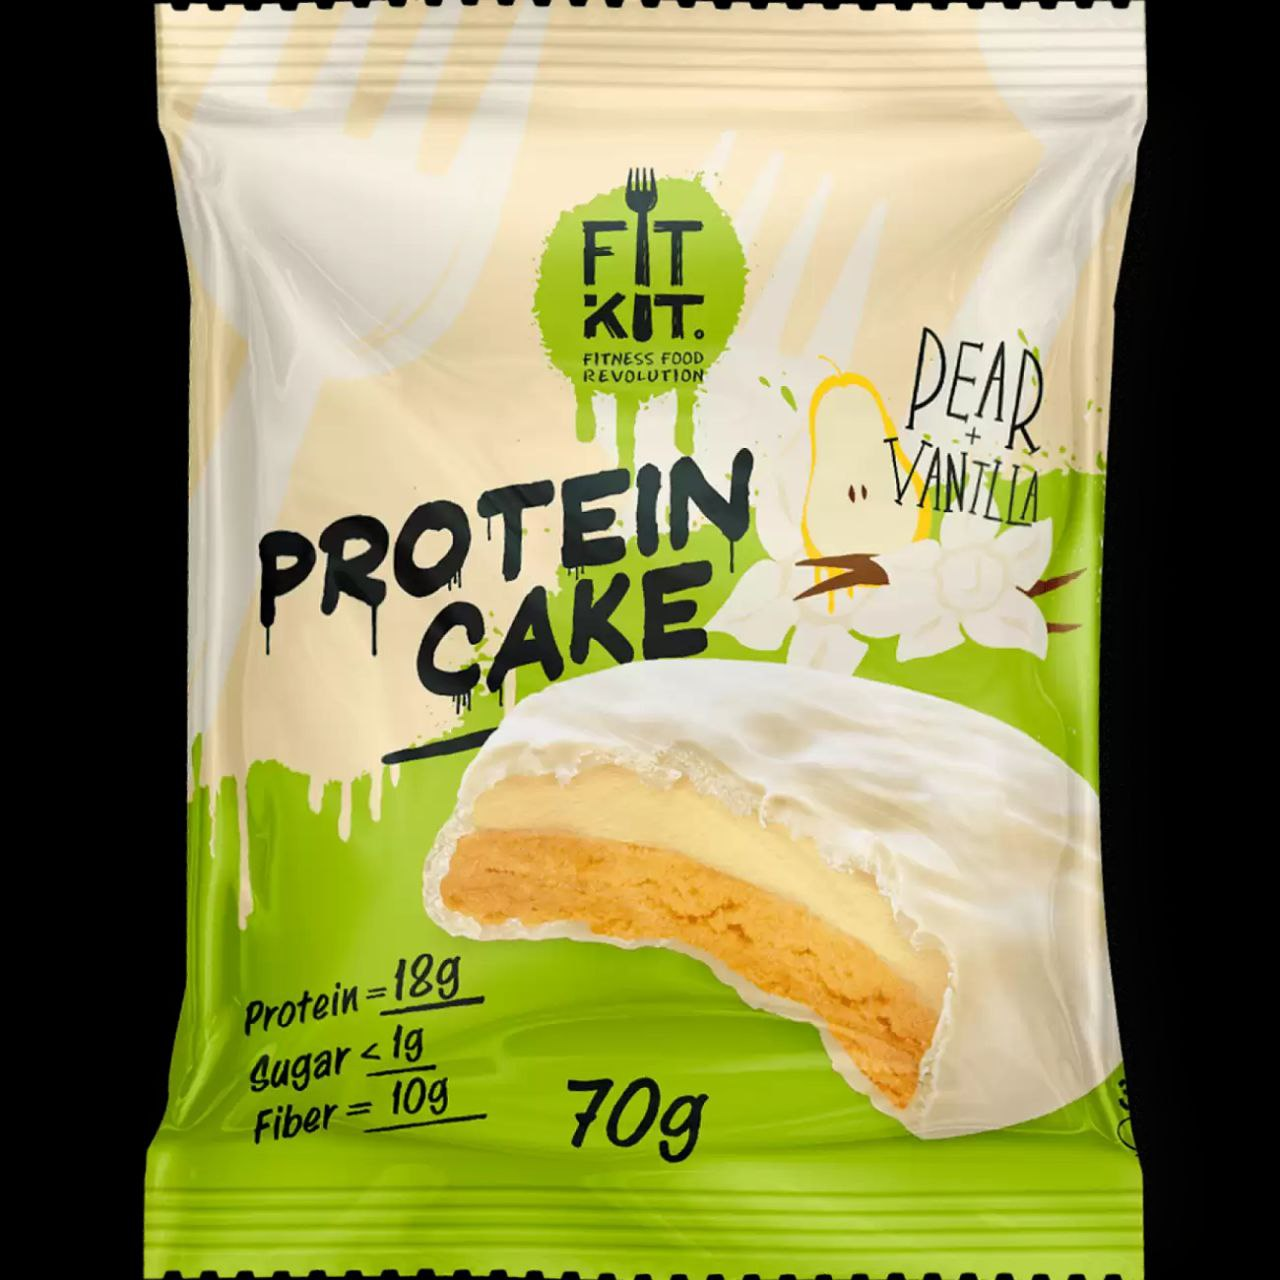 FIT
KIT.
FITNESS FOOD
REVOLUTION
PEAR
+
VANILLA
PROTEIN
CAKE
Protein = 18g
Sugar < 1g
Fiber = 10g
70g